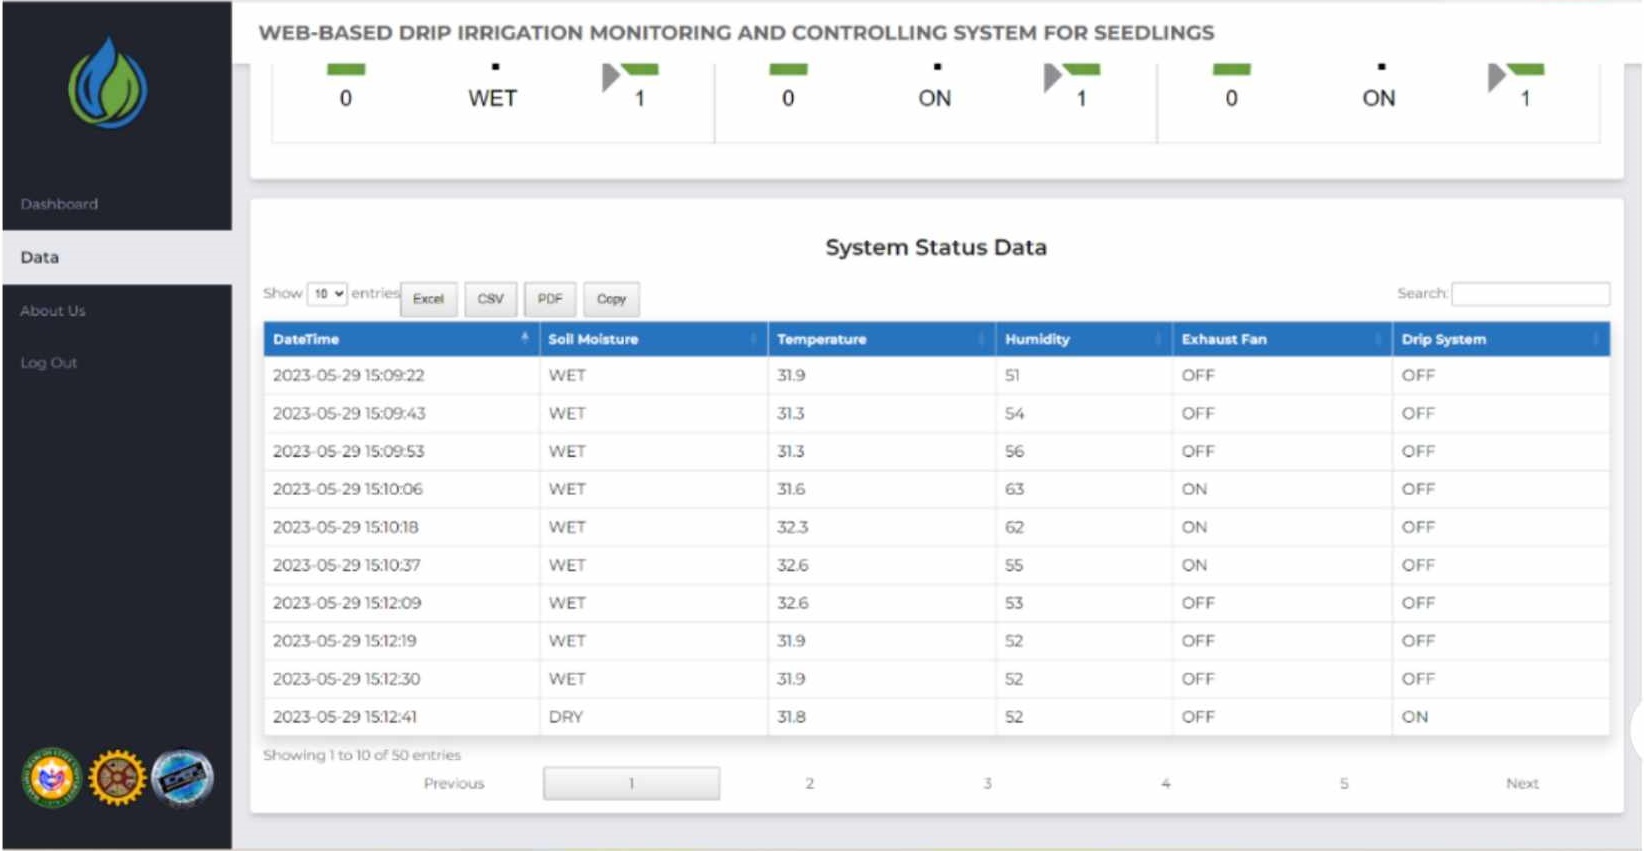 WEB-BASED DRIP IRRIGATION MONITORING AND CONTROLLING SYSTEM FOR SEEDLINGS
0 WET 1 0 ON 1 0 ON 1
Dashboard
Data
About Us
Log Out
System Status Data
Show 10 entries Excel CSV PDF Copy Search:
DateTime Soil Moisture Temperature Humidity Exhaust Fan Drip System
2023-05-29 15:09:22 WET 31.9 51 OFF OFF
2023-05-29 15:09:43 WET 31.3 54 OFF OFF
2023-05-29 15:09:53 WET 31.3 56 OFF OFF
2023-05-29 15:10:06 WET 31.6 63 ON OFF
2023-05-29 15:10:18 WET 32.3 62 ON OFF
2023-05-29 15:10:37 WET 32.6 55 ON OFF
2023-05-29 15:12:09 WET 32.6 53 OFF OFF
2023-05-29 15:12:19 WET 31.9 52 OFF OFF
2023-05-29 15:12:30 WET 31.9 52 OFF OFF
2023-05-29 15:12:41 DRY 31.8 52 OFF ON
Showing 1 to 10 of 50 entries
Previous 1 2 3 4 5 Next